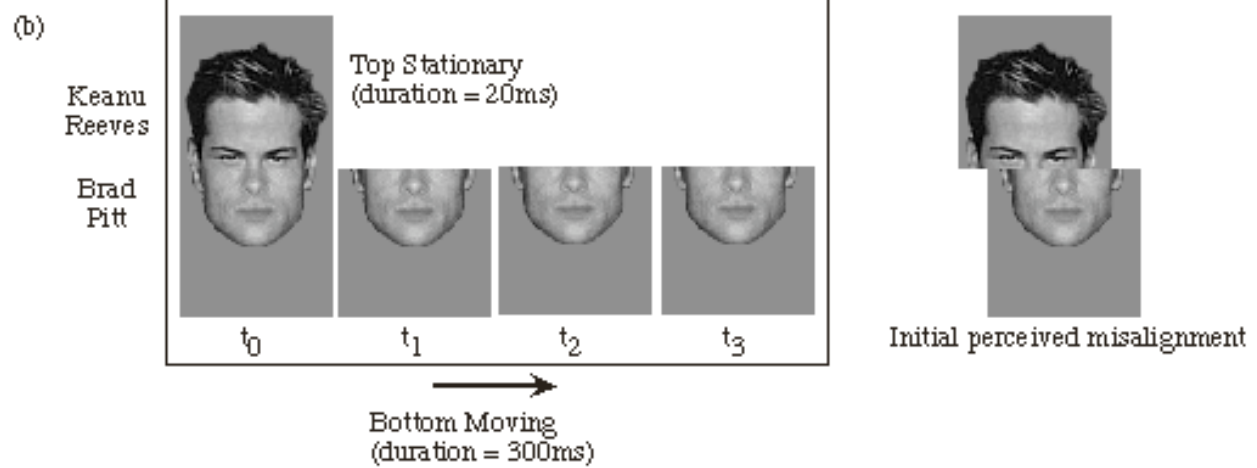 (b)
Keanu
Reeves
Brad
Pitt
Top Stationary
(duration = 20ms)
t0
t1
t2
t3
Bottom Moving
(duration = 300ms)
Initial perceived misalignment